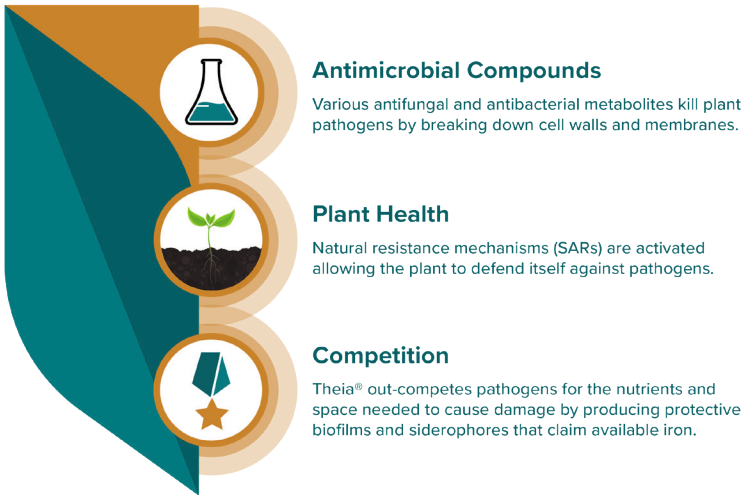 Antimicrobial Compounds
Various antifungal and antibacterial metabolites kill plant
pathogens by breaking down cell walls and membranes.
Plant Health
Natural resistance mechanisms (SARs) are activated
allowing the plant to defend itself against pathogens.
Competition
Theia® out-competes pathogens for the nutrients and
space needed to cause damage by producing protective
biofilms and siderophores that claim available iron.